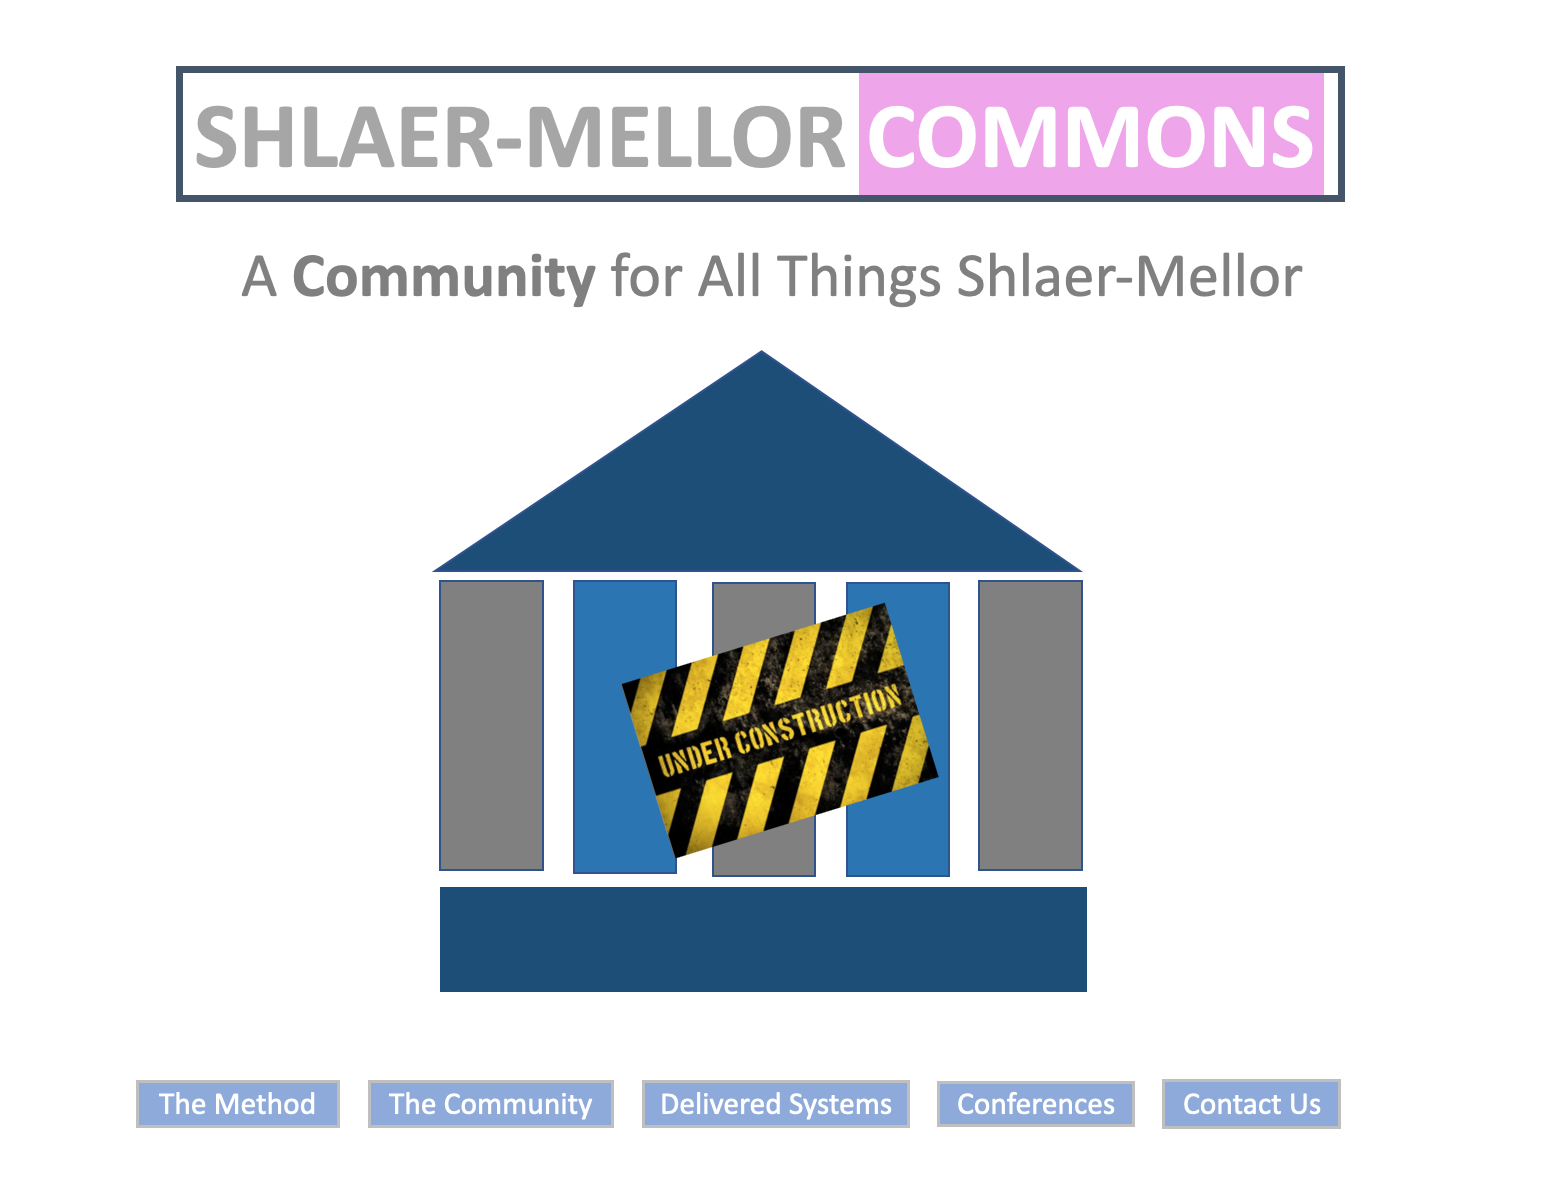 SHLAER-MELLOR COMMONS
A Community for All Things Shlaer-Mellor
UNDER CONSTRUCTION
The Method
The Community
Delivered Systems
Conferences
Contact Us